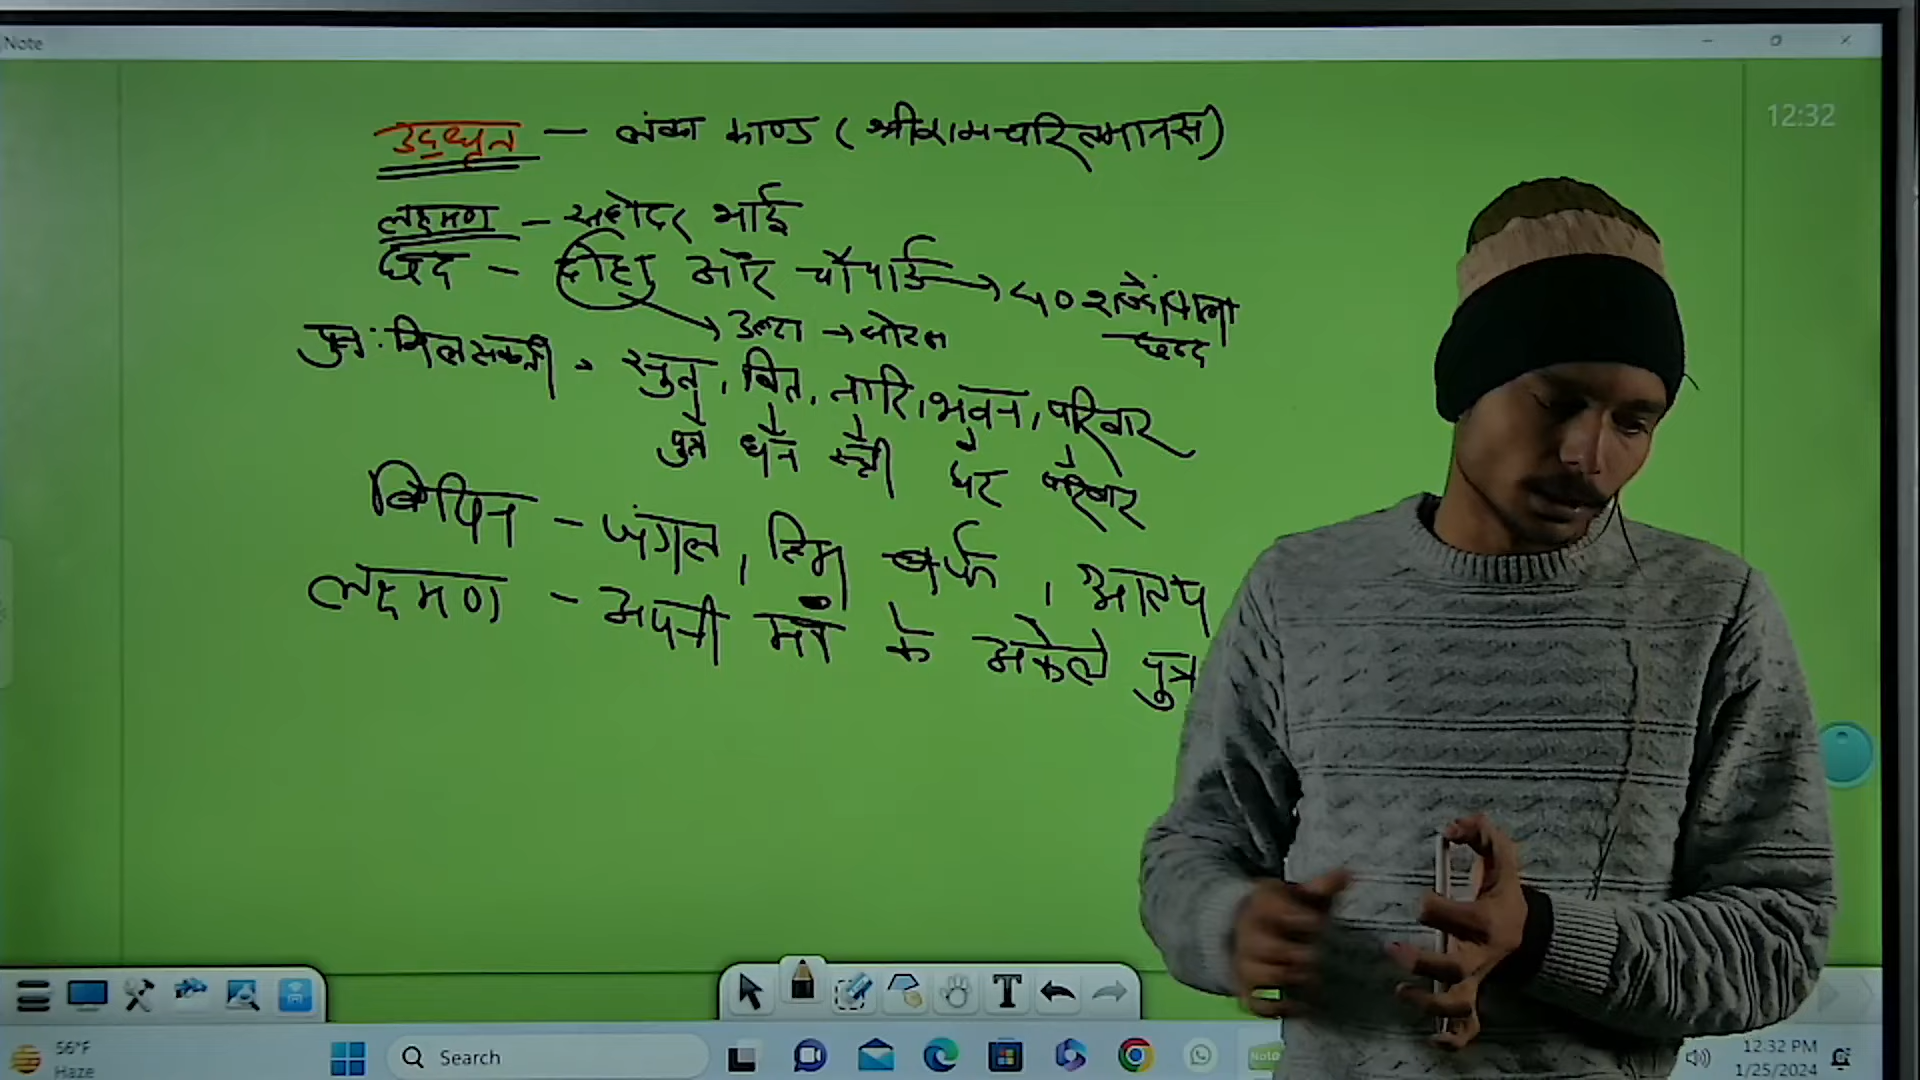 Note
12:32
उद्धृत — लंका काण्ड ( श्रीरामचरितमानस )
लक्ष्मण — सहोदर भाई
छंद — दोहा और चौपाई → 40 शब्दोंवाला छन्द
उल्टा → सोरठा
पुनः मिल सकती - सुत, वित, नारि, भवन, परिवार
पुत्र धन स्त्री घर परिवार
विपिन — जंगल, हिम बर्फ, आतप
लक्ष्मण — अपनी माँ के अकेले पुत्र
T
56°F
Haze
Search
12:32 PM
1/25/2024